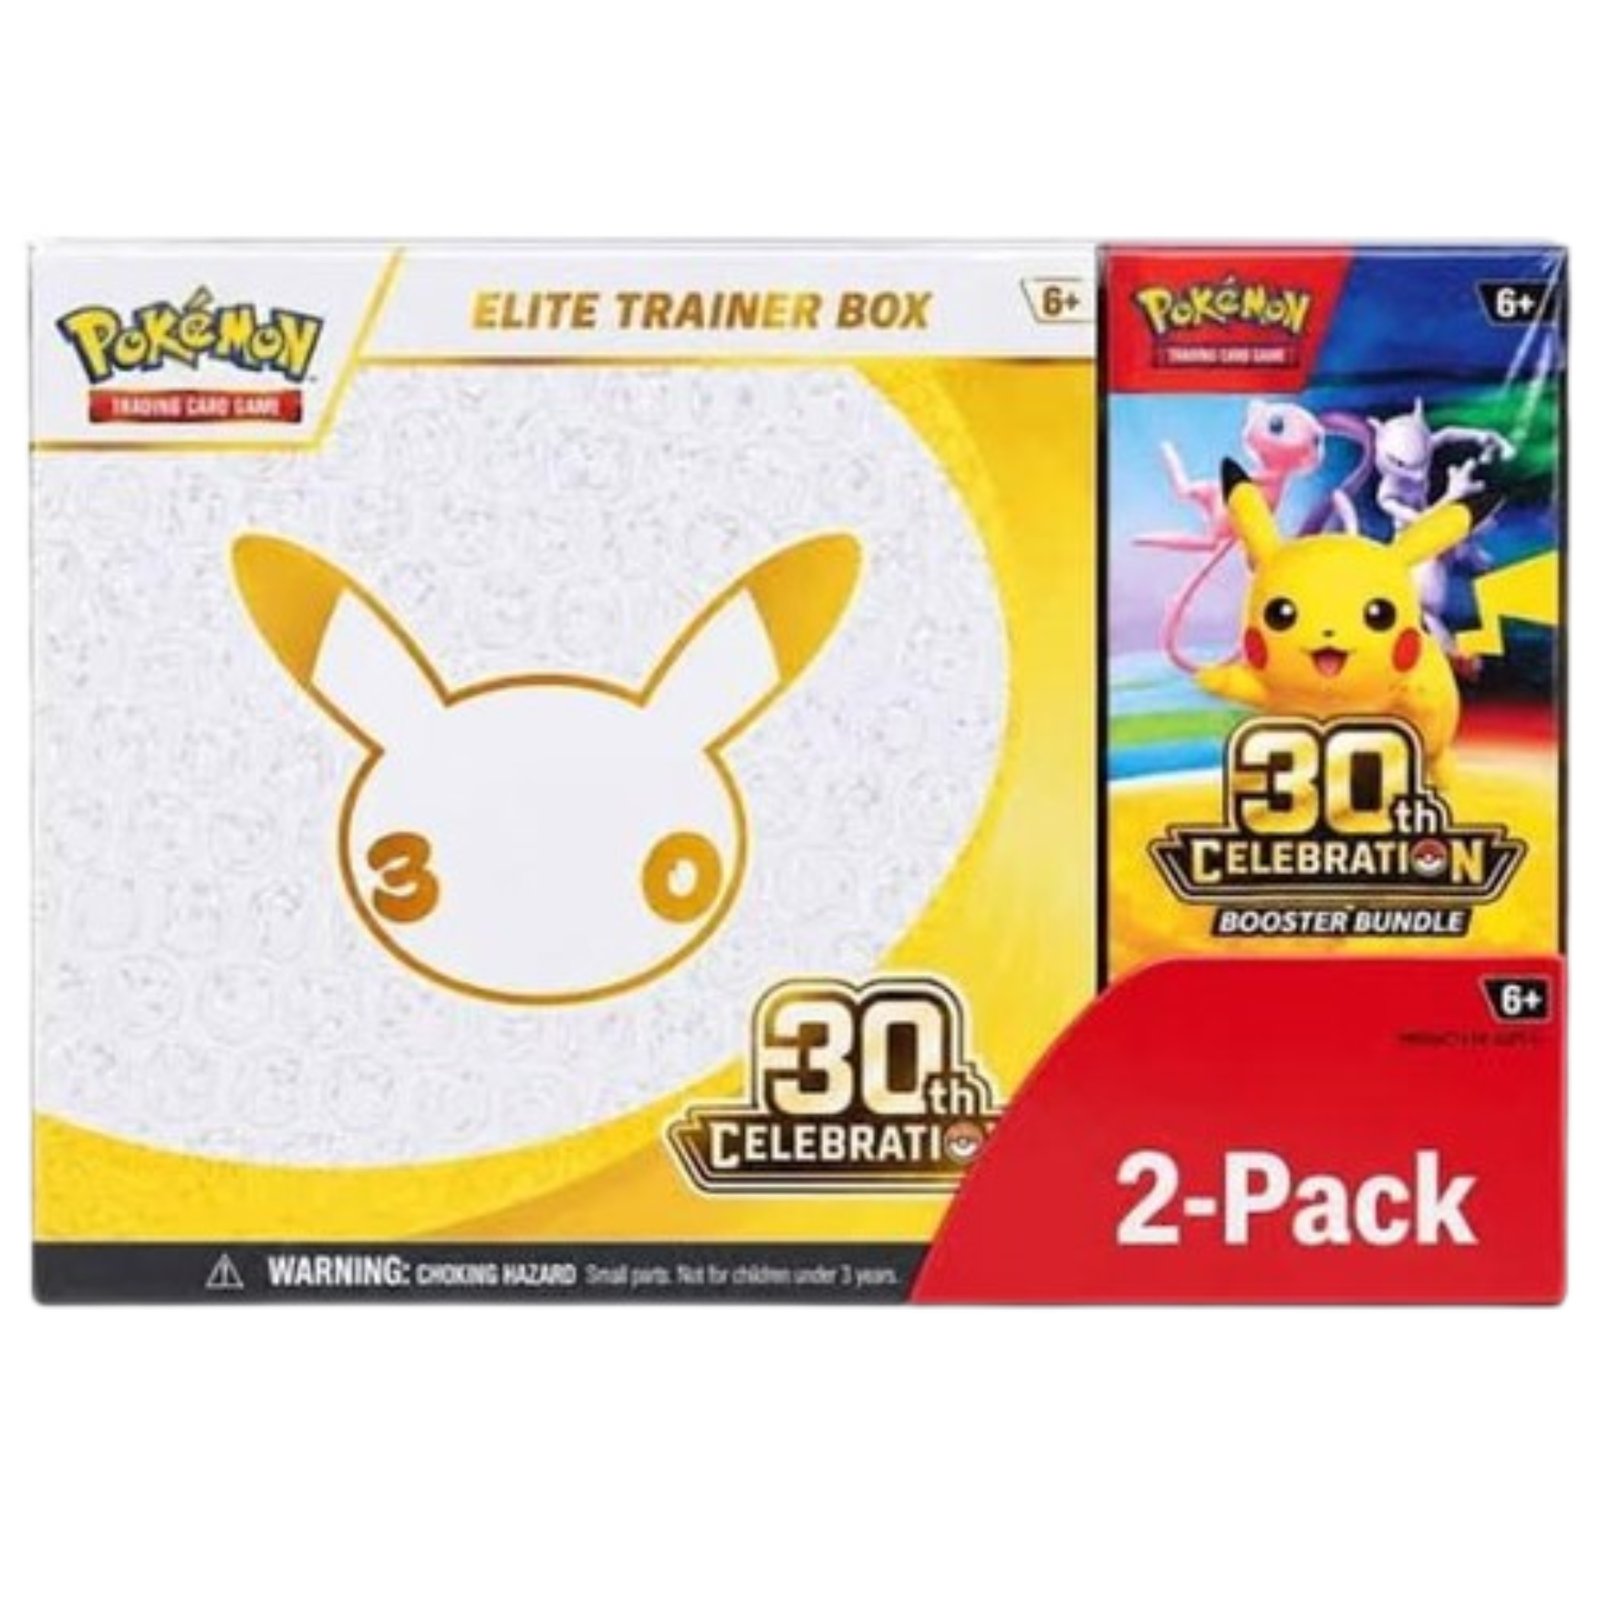 POKéMON
TRADING CARD GAME
ELITE TRAINER BOX
6+
3 0
30th
CELEBRATI
WARNING: CHOKING HAZARD Small parts. Not for children under 3 years.
POKéMON
TRADING CARD GAME
6+
30th
CELEBRATION
BOOSTER BUNDLE
6+
2-Pack